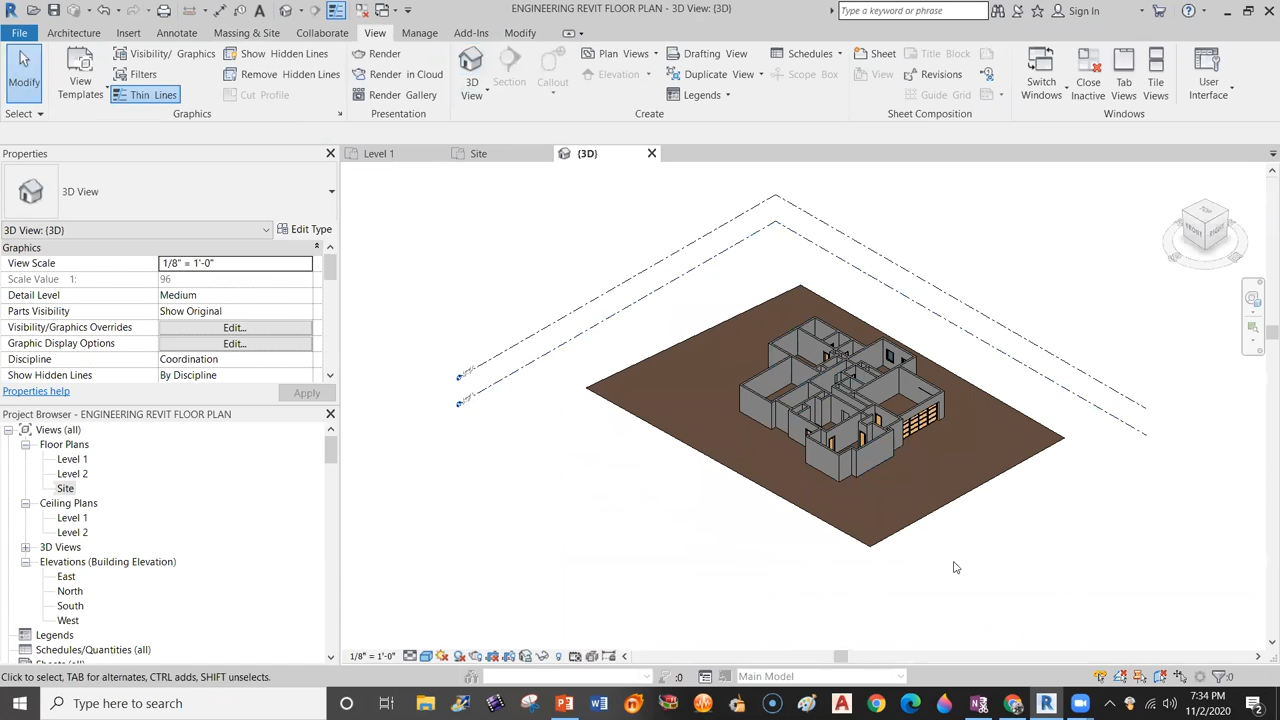 ENGINEERING REVIT FLOOR PLAN - 3D View: {3D}
Type a keyword or phrase
Sign In
File Architecture Insert Annotate Massing & Site Collaborate View Manage Add-Ins Modify
Modify
View
Templates
Visibility/ Graphics
Filters
Thin Lines
Show Hidden Lines
Remove Hidden Lines
Cut Profile
Render
Render in Cloud
Render Gallery
3D
View
Section
Callout
Plan Views
Elevation
Drafting View
Duplicate View
Legends
Schedules
Scope Box
Sheet
View
Title Block
Revisions
Guide Grid
Switch
Windows
Close
Inactive
Tab
Views
Tile
Views
User
Interface
Select Graphics Presentation Create Sheet Composition Windows
Properties
Level 1 Site {3D}
3D View
3D View: {3D} Edit Type
Graphics
View Scale 1/8" = 1'-0"
Scale Value 1: 96
Detail Level Medium
Parts Visibility Show Original
Visibility/Graphics Overrides Edit...
Graphic Display Options Edit...
Discipline Coordination
Show Hidden Lines By Discipline
Properties help Apply
Project Browser - ENGINEERING REVIT FLOOR PLAN
Views (all)
Floor Plans
Level 1
Level 2
Site
Ceiling Plans
Level 1
Level 2
3D Views
Elevations (Building Elevation)
East
North
South
West
Legends
Schedules/Quantities (all)
TOP
FRONT RIGHT
1/8" = 1'-0"
Click to select, TAB for alternates, CTRL adds, SHIFT unselects.
:0
Main Model
:0
Type here to search
7:34 PM
11/2/2020